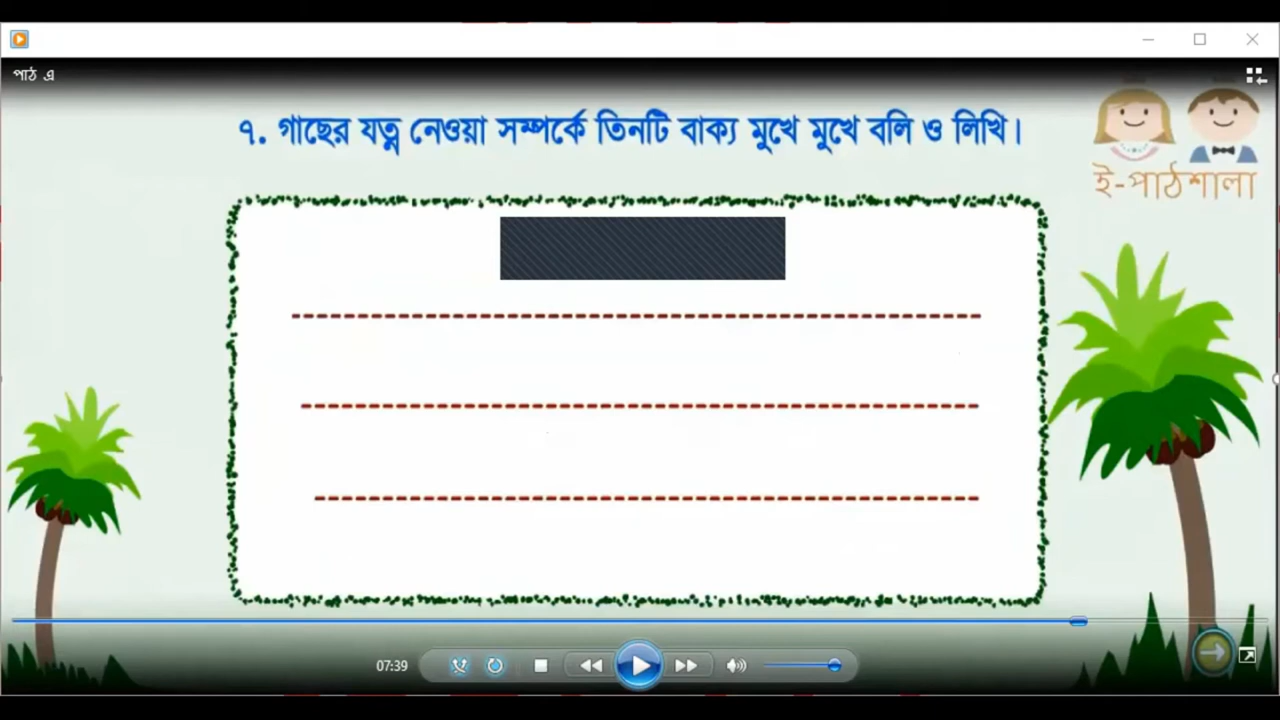 পাঠ এ
৭. গাছের যত্ন নেওয়া সম্পর্কে তিনটি বাক্য মুখে মুখে বলি ও লিখি।
ই-পাঠশালা
07:39